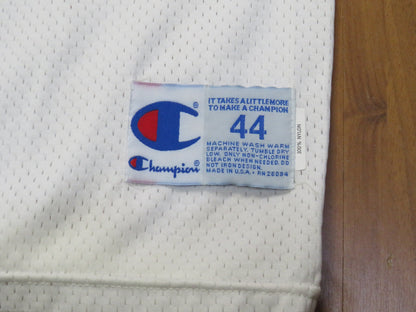 IT TAKES A LITTLE MORE
TO MAKE A CHAMPION
44
MACHINE WASH WARM
SEPARATELY. TUMBLE DRY
LOW. ONLY NON-CHLORINE
BLEACH WHEN NEEDED. DO
NOT IRON DESIGN.
MADE IN U.S.A. • RN 26094
Champion
100% NYLON